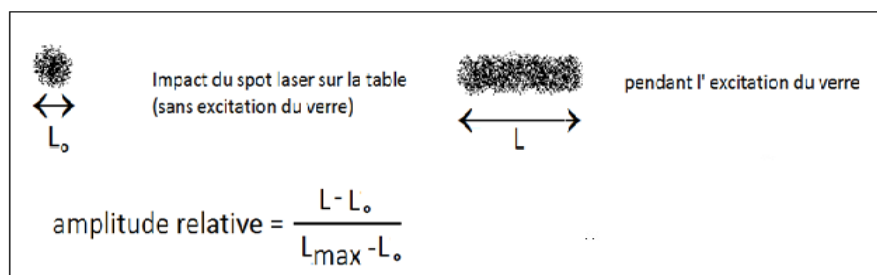 Impact du spot laser sur la table
(sans excitation du verre)
L₀
pendant l' excitation du verre
L
amplitude relative = 
L - L₀
Lmax - L₀